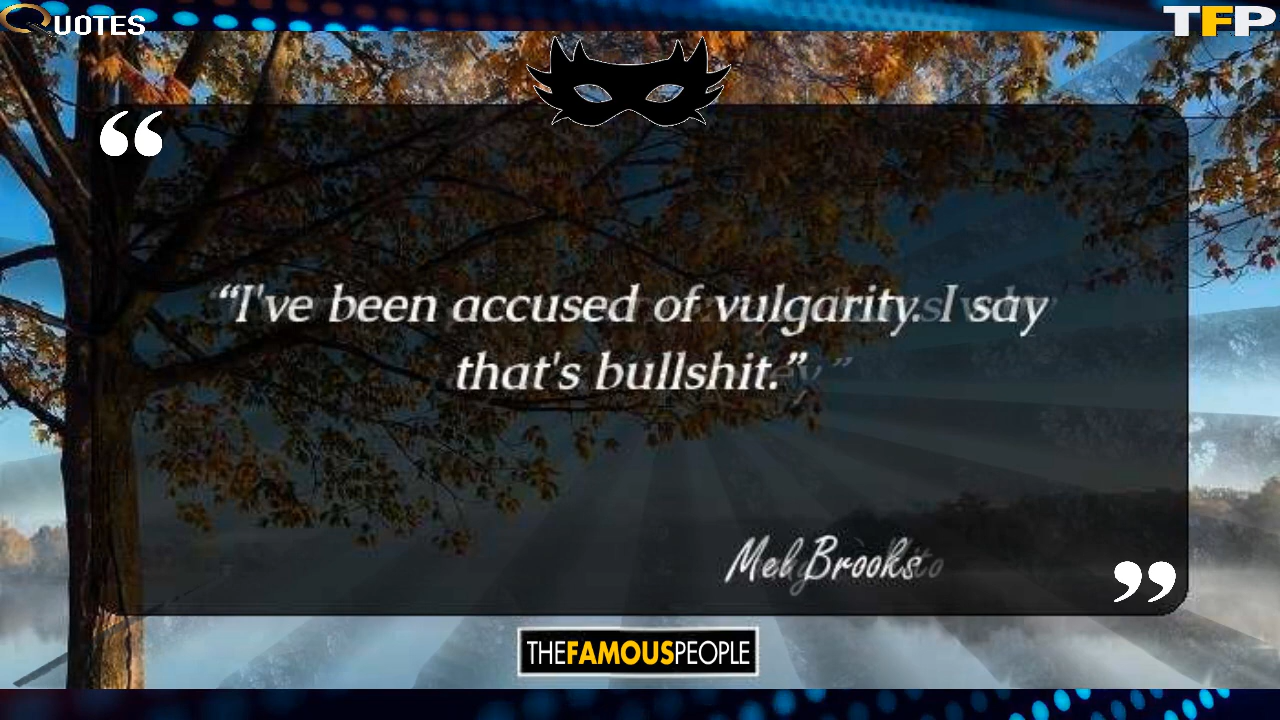 QUOTES
TFP
“I've been accused of vulgarity. I say
that's bullshit.”
Mel Brooks
THEFAMOUSPEOPLE